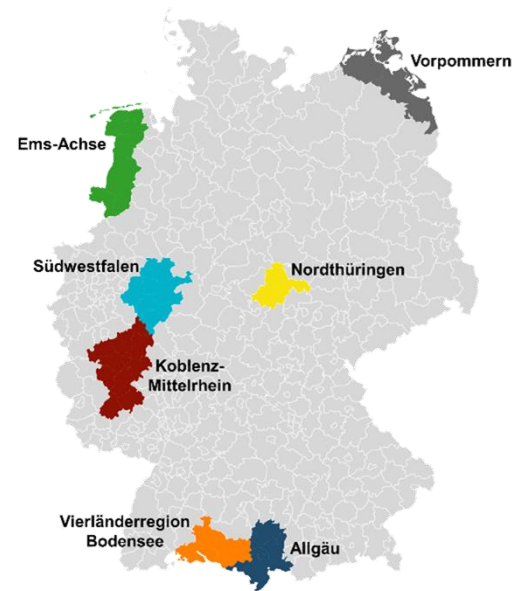 Vorpommern
Ems-Achse
Südwestfalen
Nordthüringen
Koblenz-
Mittelrhein
Vierländerregion
Bodensee
Allgäu